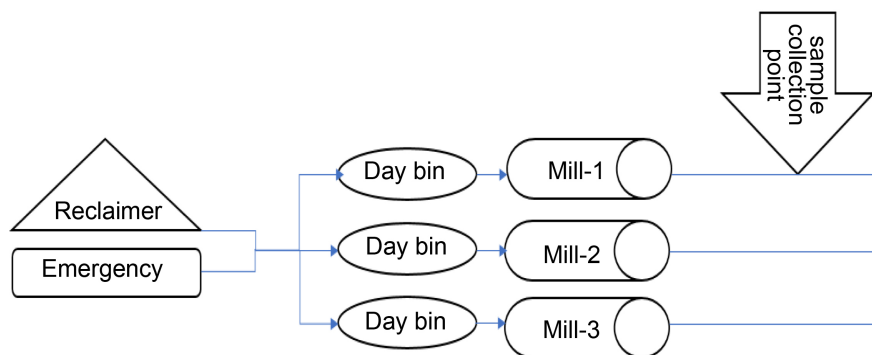 sample
collection
point
Day bin
Mill-1
Reclaimer
Emergency
Day bin
Mill-2
Day bin
Mill-3